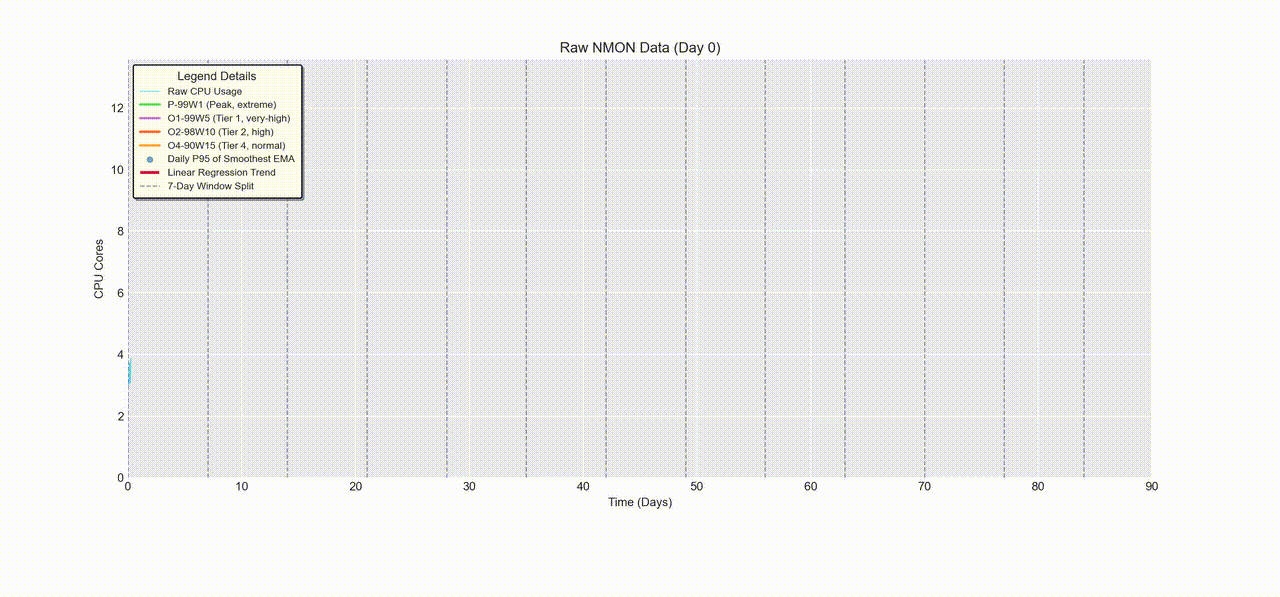 Raw NMON Data (Day 0)
Legend Details
Raw CPU Usage
P-99W1 (Peak, extreme)
O1-99W5 (Tier 1, very-high)
O2-98W10 (Tier 2, high)
O4-90W15 (Tier 4, normal)
Daily P95 of Smoothest EMA
Linear Regression Trend
7-Day Window Split
12
10
8
6
4
2
0
CPU Cores
0 10 20 30 40 50 60 70 80 90
Time (Days)